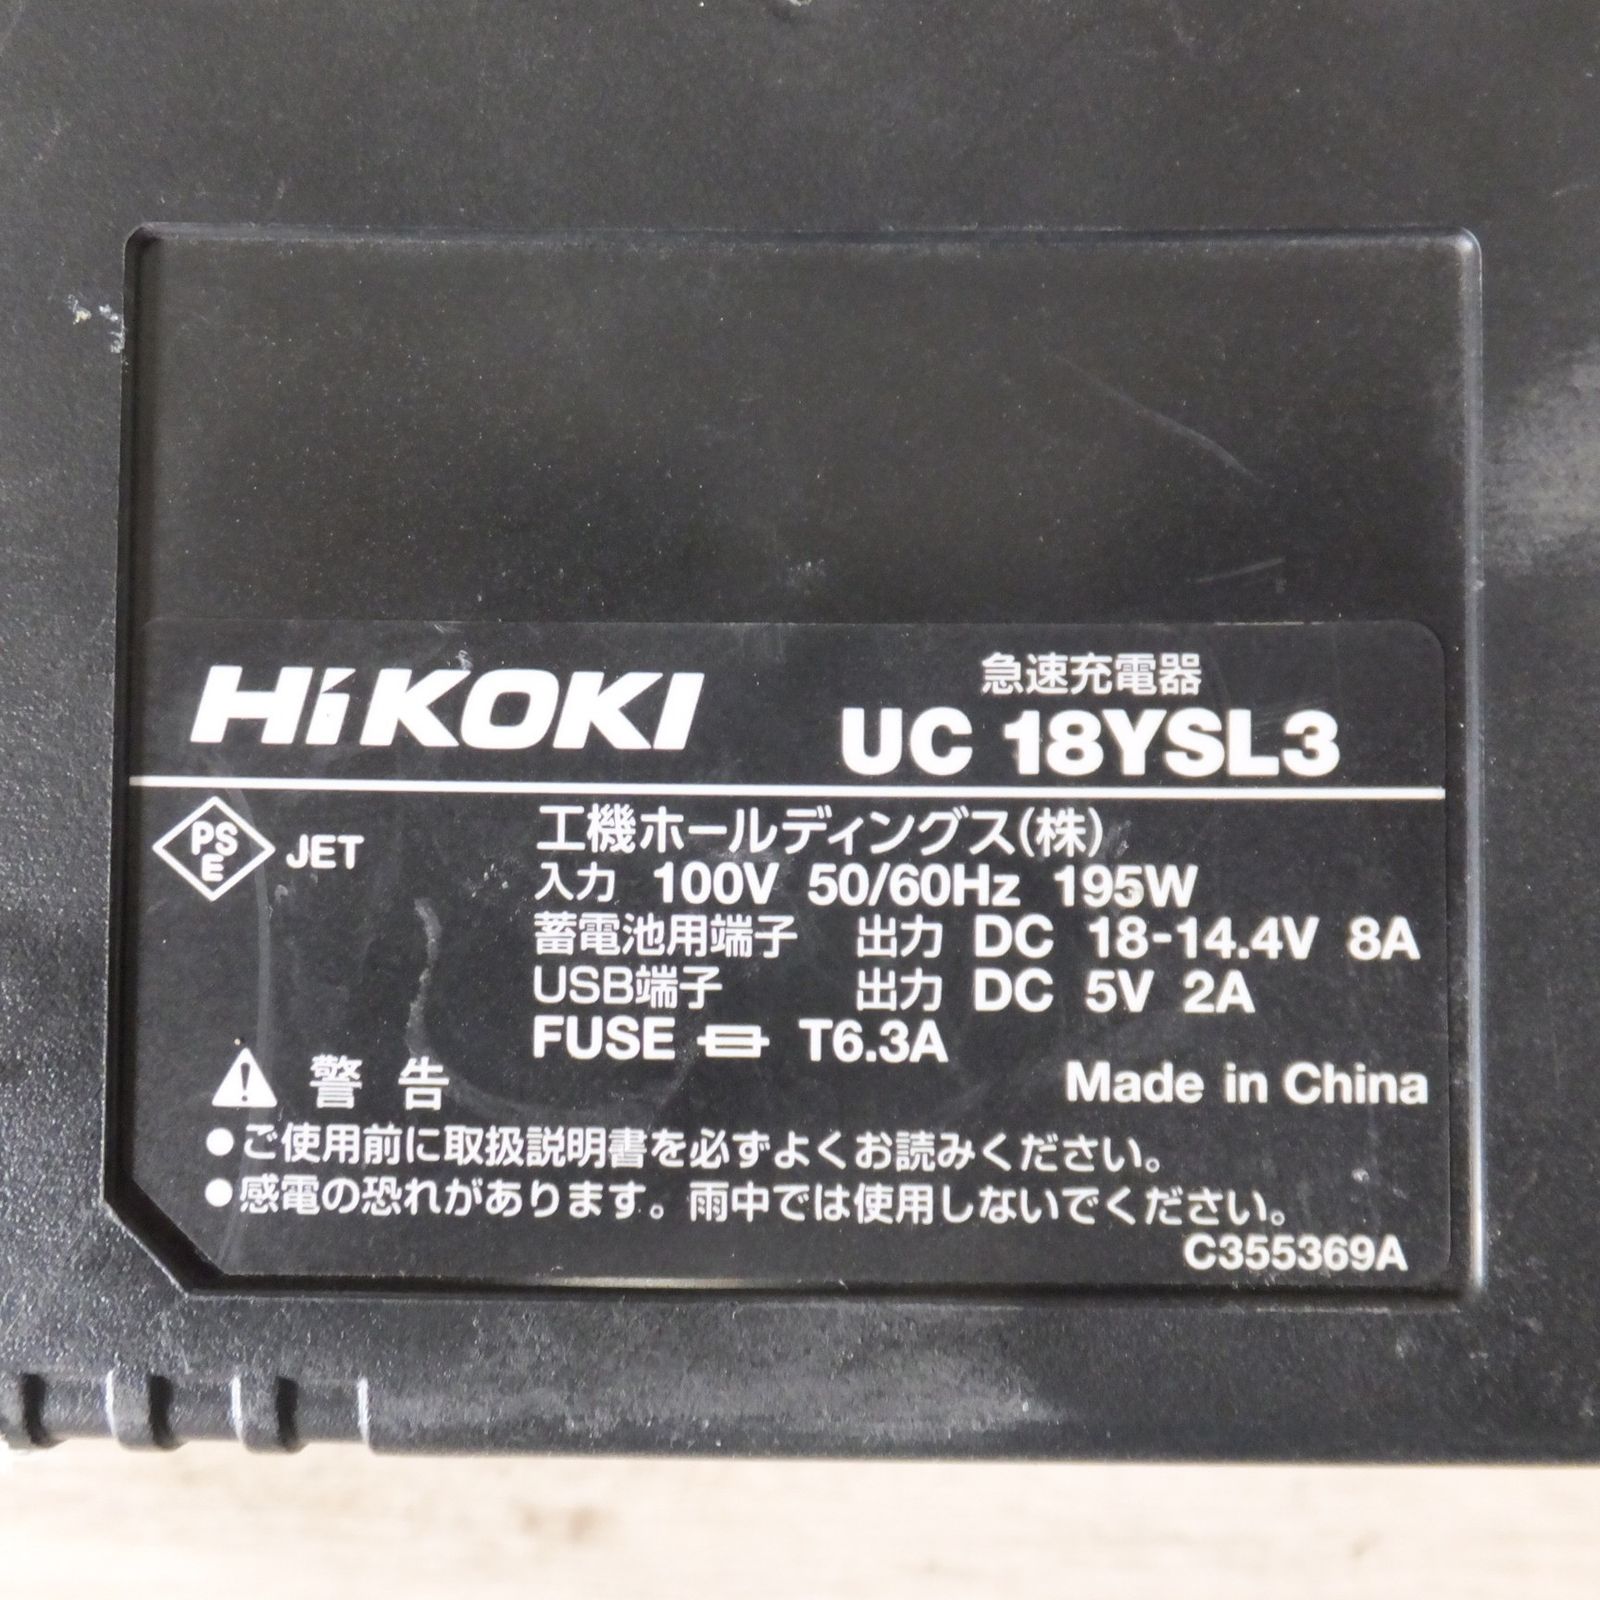 HiKOKI
急速充電器
UC 18YSL3
PSE JET
工機ホールディングス(株)
入力 100V 50/60Hz 195W
蓄電池用端子 出力 DC 18-14.4V 8A
USB端子 出力 DC 5V 2A
FUSE T6.3A
Made in China
警告
●ご使用前に取扱説明書を必ずよくお読みください。
●感電の恐れがあります。雨中では使用しないでください。
C355369A